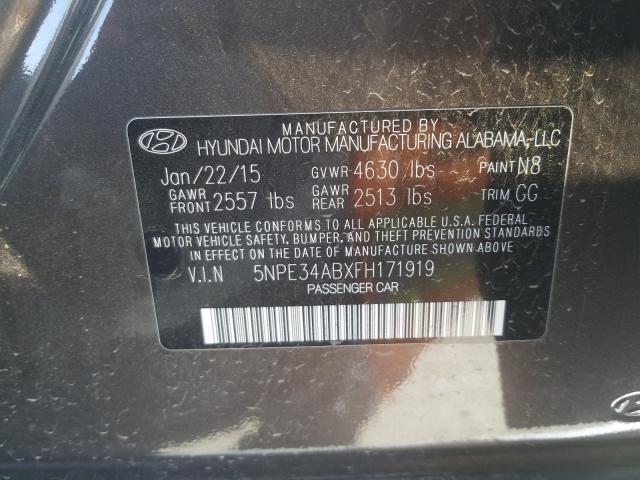 MANUFACTURED BY
HYUNDAI MOTOR MANUFACTURING ALABAMA, LLC
Jan/22/15 GVWR 4630 lbs PAINT N8
GAWR FRONT 2557 lbs GAWR REAR 2513 lbs TRIM GG
THIS VEHICLE CONFORMS TO ALL APPLICABLE U.S.A. FEDERAL
MOTOR VEHICLE SAFETY, BUMPER, AND THEFT PREVENTION STANDARDS
IN EFFECT ON THE DATE OF MANUFACTURE SHOWN ABOVE.
V.I.N 5NPE34ABXFH171919
PASSENGER CAR